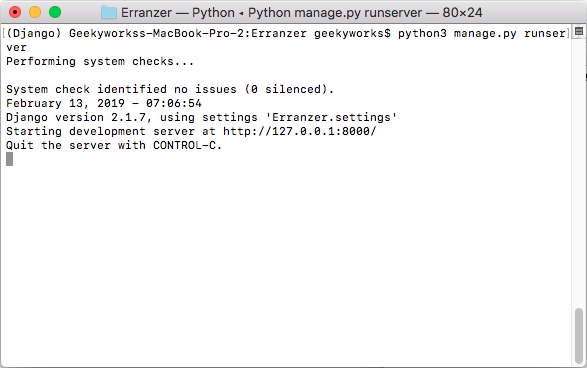 Erranzer — Python ◂ Python manage.py runserver — 80×24
[(Django) Geekyworkss-MacBook-Pro-2:Erranzer geekyworks$ python3 manage.py runser]
ver
Performing system checks...
System check identified no issues (0 silenced).
February 13, 2019 - 07:06:54
Django version 2.1.7, using settings 'Erranzer.settings'
Starting development server at http://127.0.0.1:8000/
Quit the server with CONTROL-C.